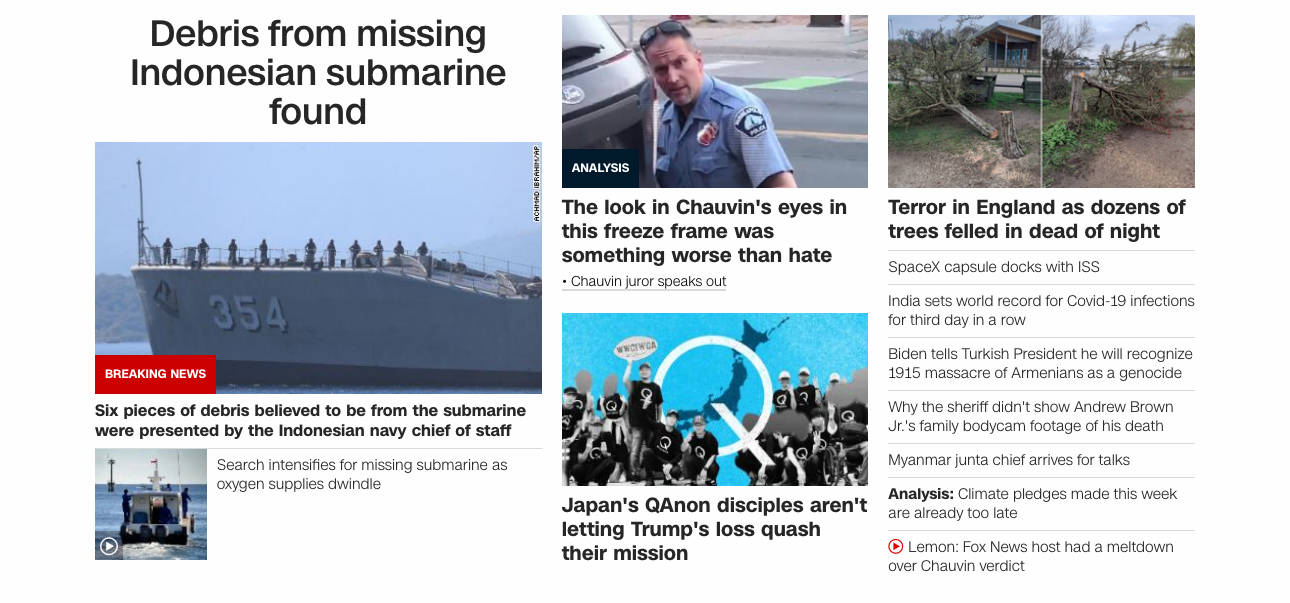 Debris from missing
Indonesian submarine
found
ACHMAD IBRAHIM/AP
354
BREAKING NEWS
Six pieces of debris believed to be from the submarine
were presented by the Indonesian navy chief of staff
Search intensifies for missing submarine as
oxygen supplies dwindle
Ford
POLICE
ANALYSIS
The look in Chauvin's eyes in
this freeze frame was
something worse than hate
• Chauvin juror speaks out
WWG1WGA
Q
Japan's QAnon disciples aren't
letting Trump's loss quash
their mission
Terror in England as dozens of
trees felled in dead of night
SpaceX capsule docks with ISS
India sets world record for Covid-19 infections
for third day in a row
Biden tells Turkish President he will recognize
1915 massacre of Armenians as a genocide
Why the sheriff didn't show Andrew Brown
Jr.'s family bodycam footage of his death
Myanmar junta chief arrives for talks
Analysis: Climate pledges made this week
are already too late
Lemon: Fox News host had a meltdown
over Chauvin verdict